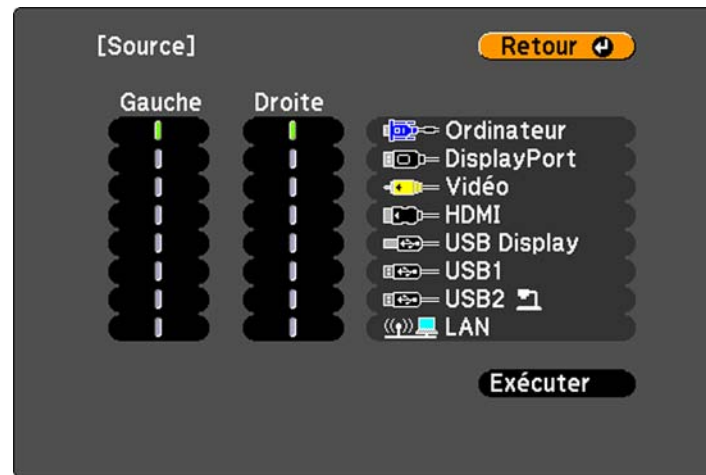 [Source]
Retour
Gauche Droite
Ordinateur
DisplayPort
Vidéo
HDMI
USB Display
USB1
USB2
LAN
Exécuter